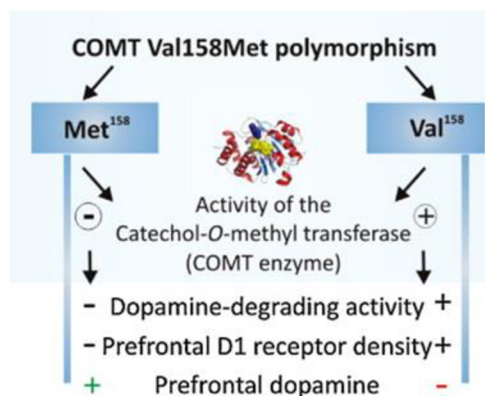 COMT Val158Met polymorphism
Met158 Val158
Activity of the
- Catechol-O-methyl transferase +
(COMT enzyme)
- Dopamine-degrading activity +
- Prefrontal D1 receptor density +
+ Prefrontal dopamine -